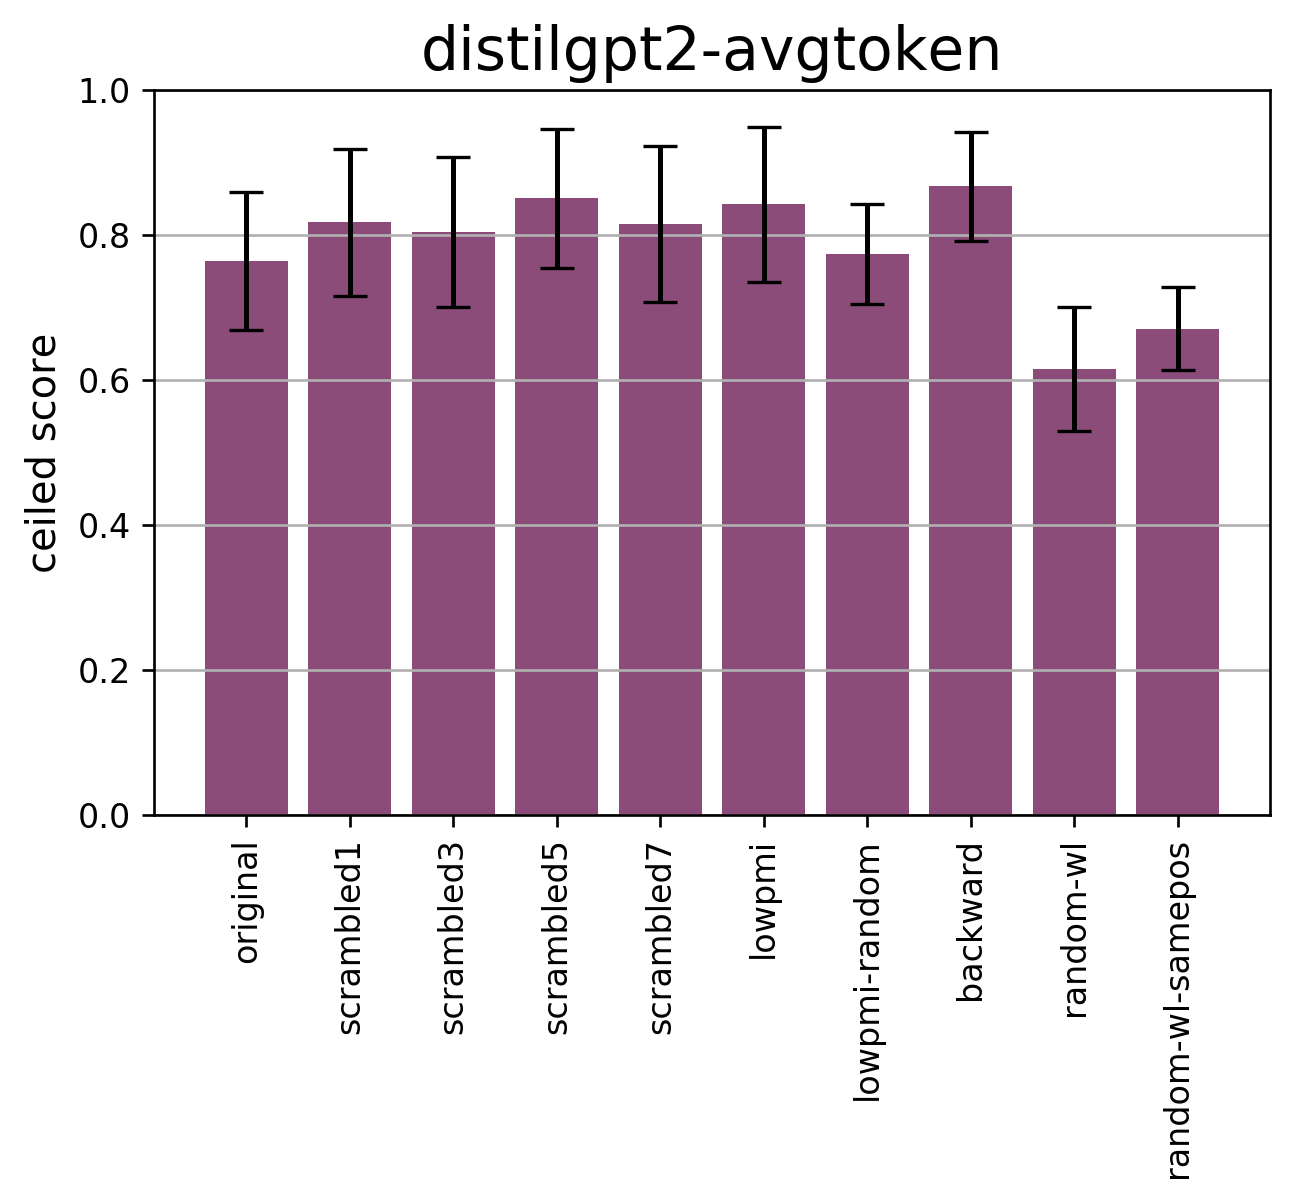 distilgpt2-avgtoken
ceiled score
1.0
0.8
0.6
0.4
0.2
0.0
original
scrambled1
scrambled3
scrambled5
scrambled7
lowpmi
lowpmi-random
backward
random-wl
random-wl-samepos